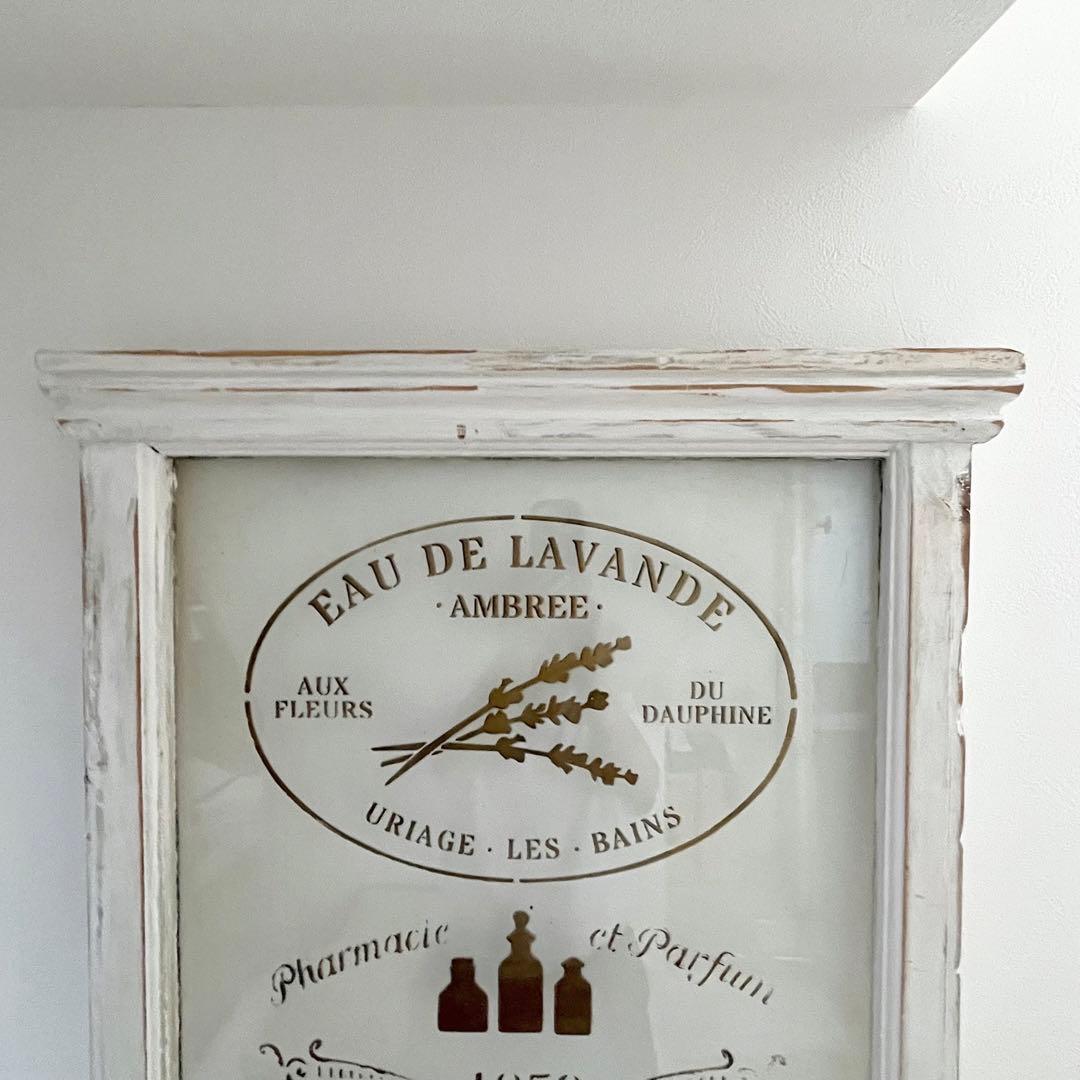 EAU DE LAVANDE
· AMBREE ·
AUX
FLEURS
DU
DAUPHINE
URIAGE · LES · BAINS
Pharmacie et Parfum